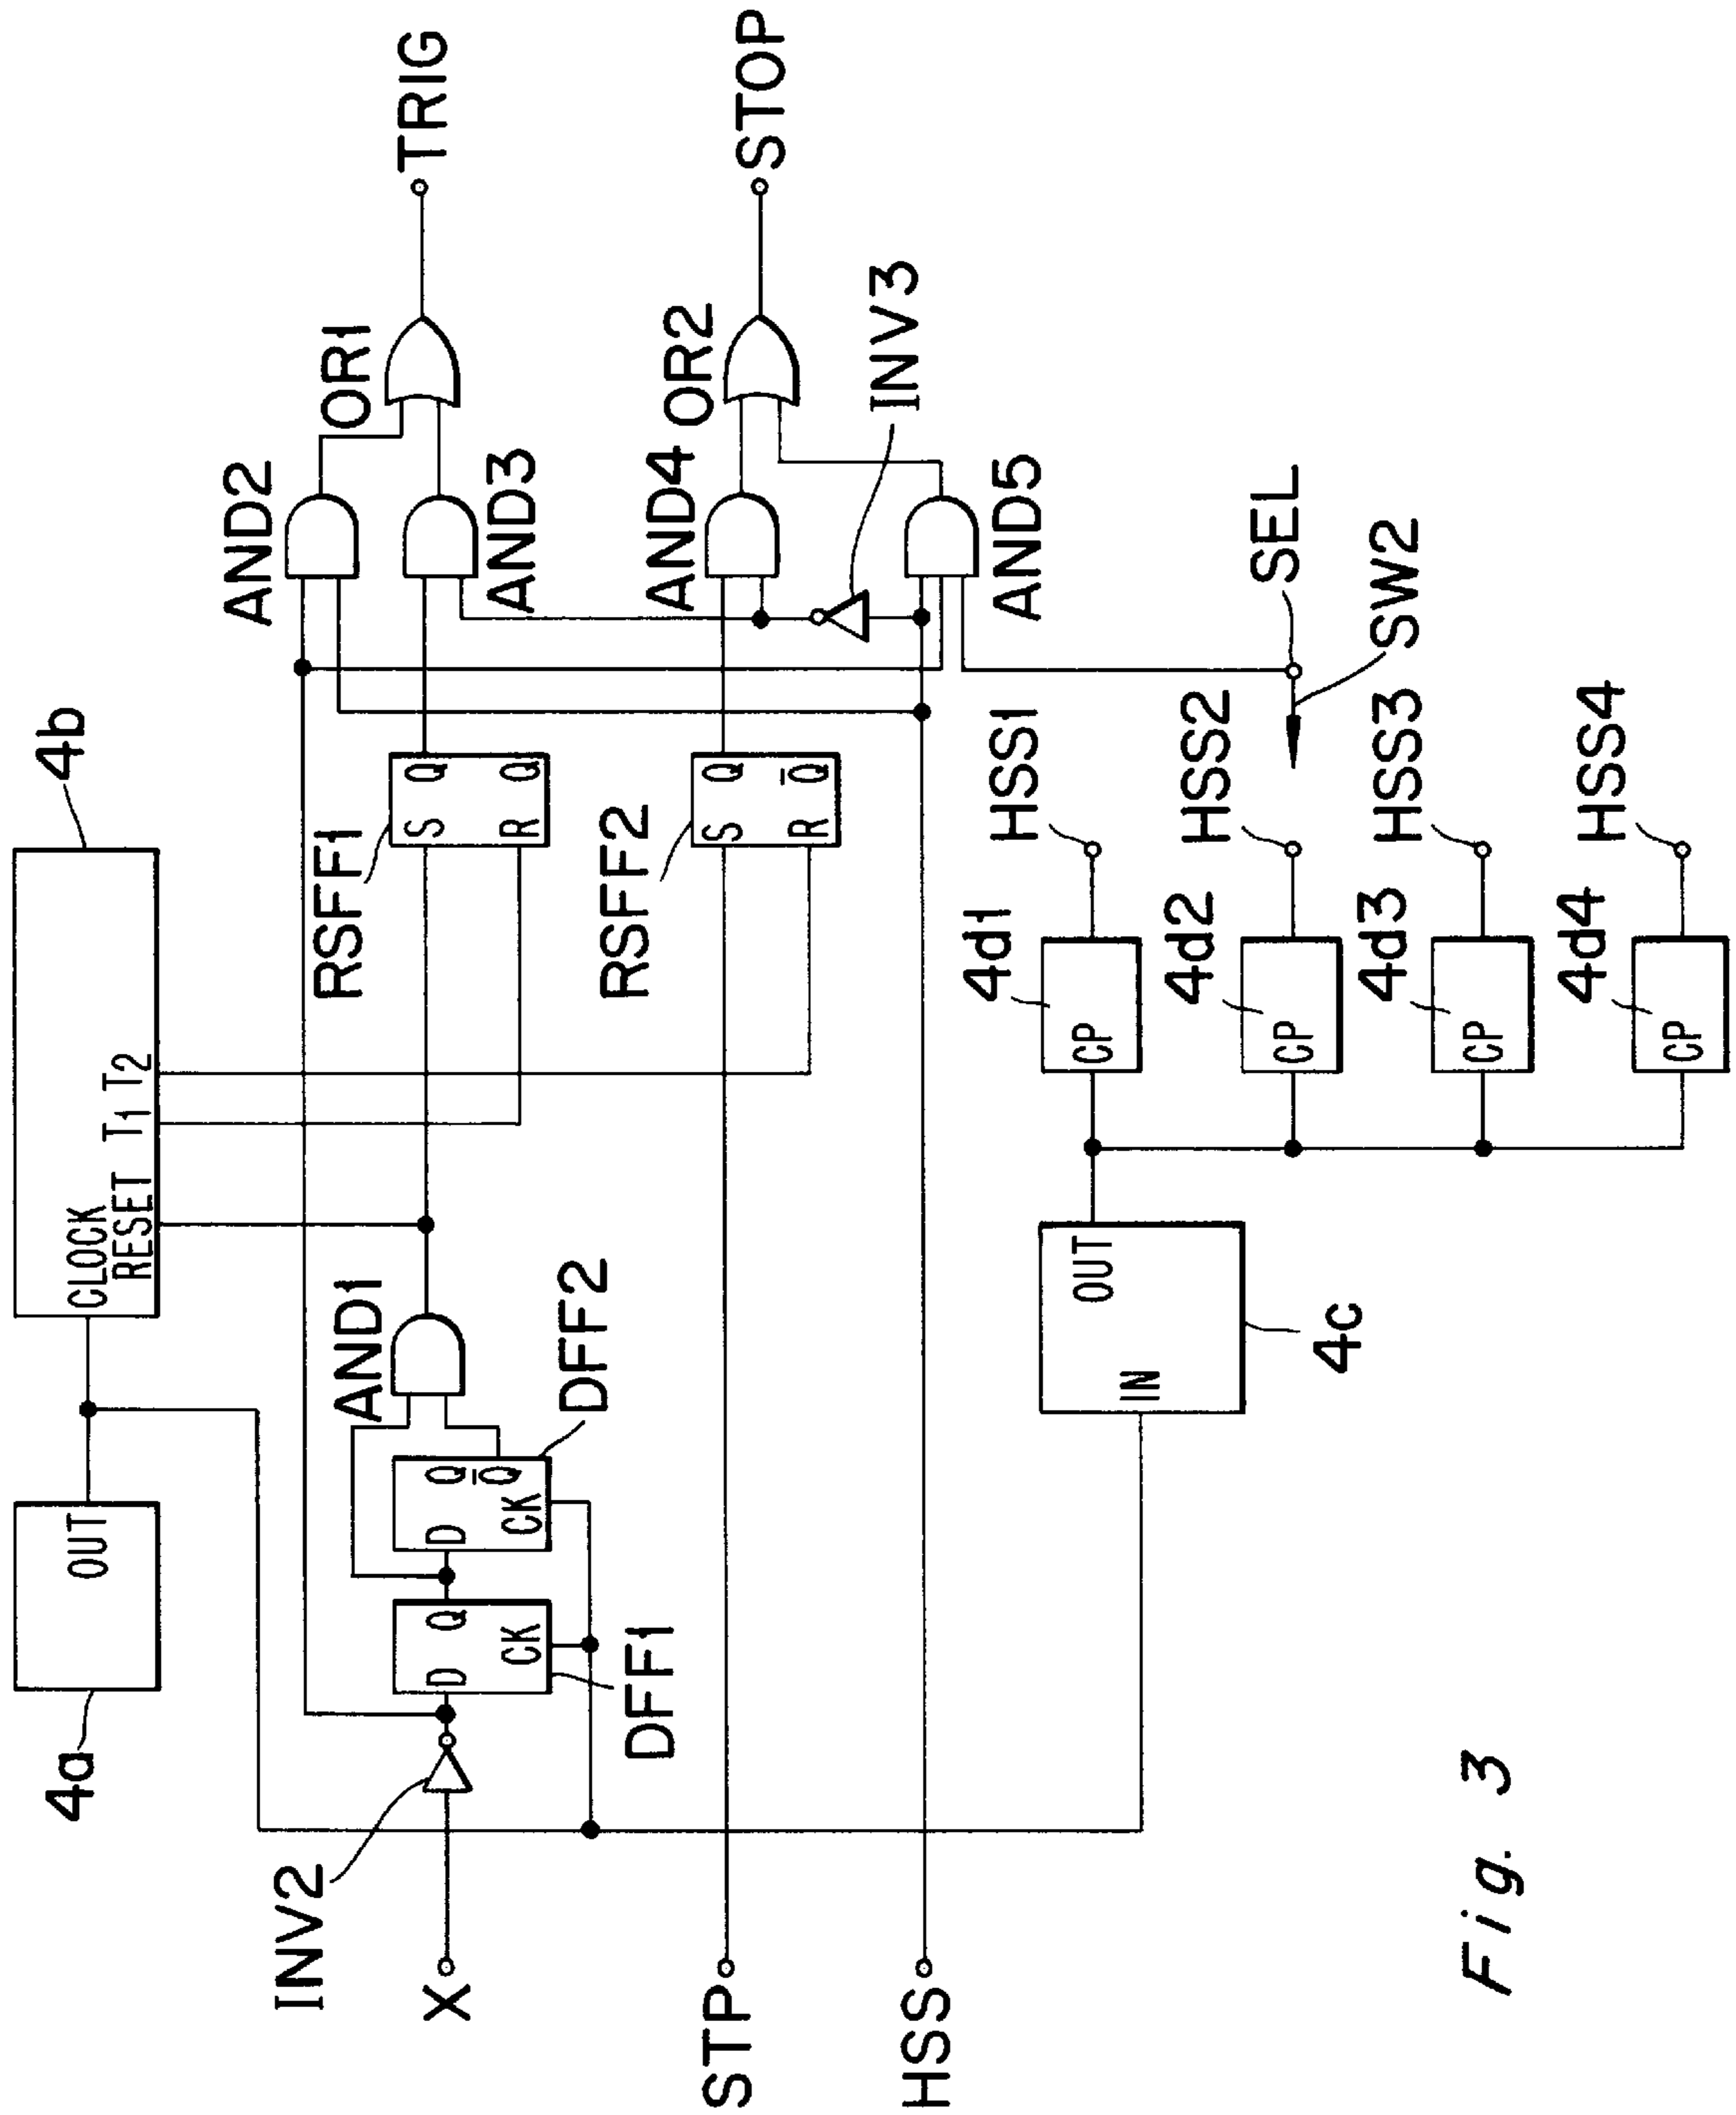 4a
OUT
4b
CLOCK
RESET
T1
T2
INV2
X
D
Q
CK
DFF1
D
Q
Q̅
CK
DFF2
AND1
RSFF1
S
Q
R
Q
RSFF2
S
Q
R
Q̅
AND2
AND3
OR1
TRIG
AND4
OR2
STOP
INV3
AND5
STP
HSS
4c
IN
OUT
4d1
CP
HSS1
4d2
CP
HSS2
4d3
CP
HSS3
4d4
CP
HSS4
SEL
SW2
Fig. 3